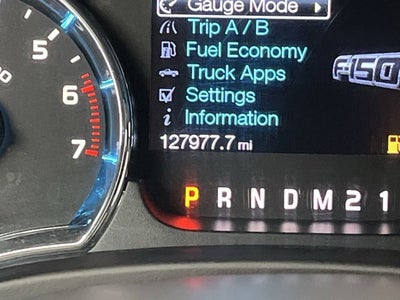 Gauge Mode
Trip A / B
Fuel Economy
Truck Apps
Settings
i Information
127977.7 mi
F150
5
6
7
P R N D M 2 1